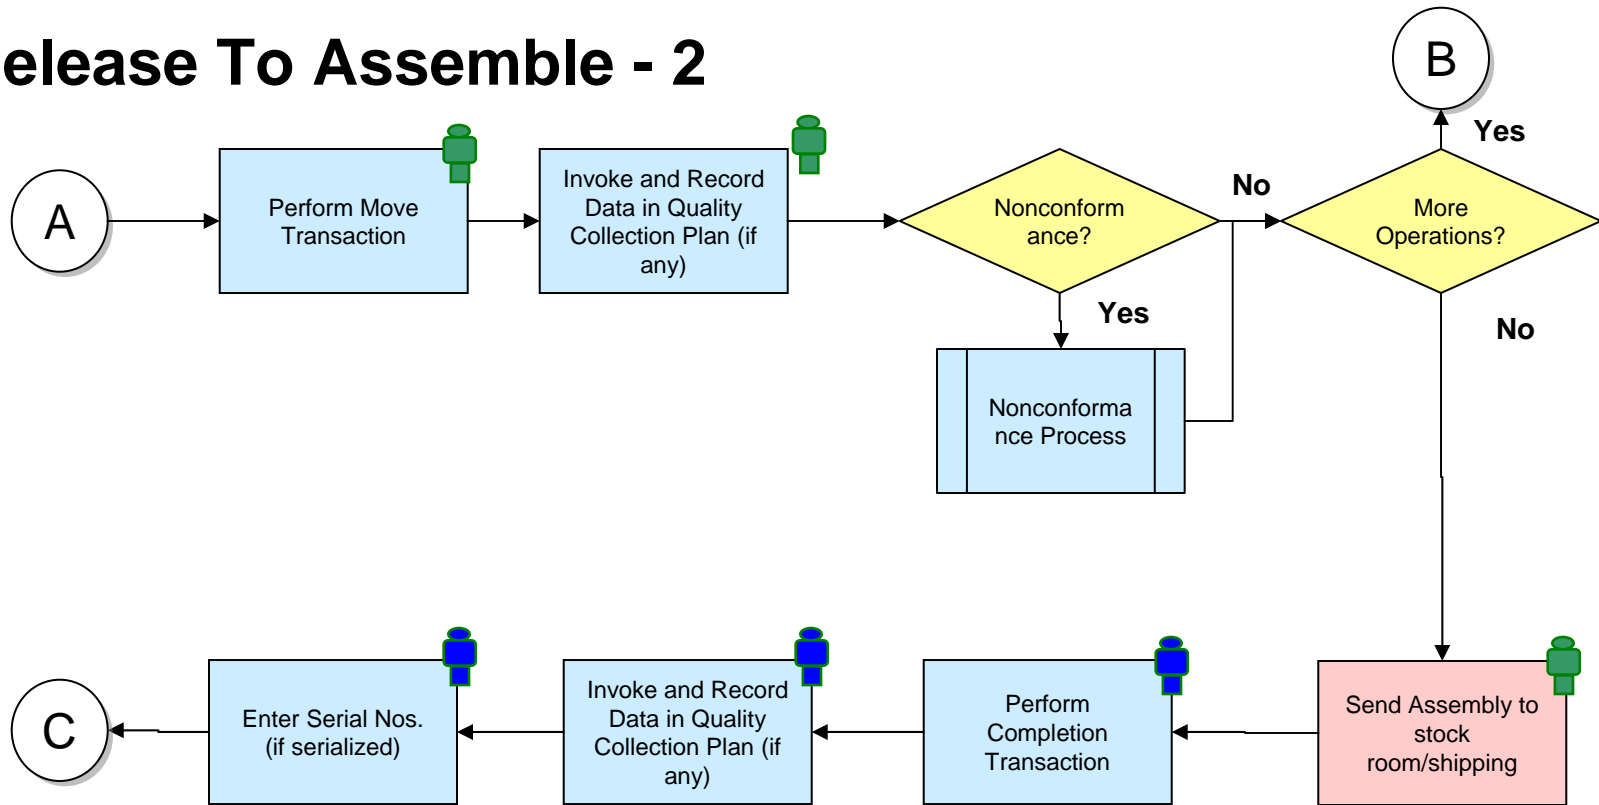 elease To Assemble - 2
B
Yes
A
Perform Move
Transaction
Invoke and Record
Data in Quality
Collection Plan (if
any)
Nonconform
ance?
No
More
Operations?
Yes
No
Nonconforma
nce Process
C
Enter Serial Nos.
(if serialized)
Invoke and Record
Data in Quality
Collection Plan (if
any)
Perform
Completion
Transaction
Send Assembly to
stock
room/shipping